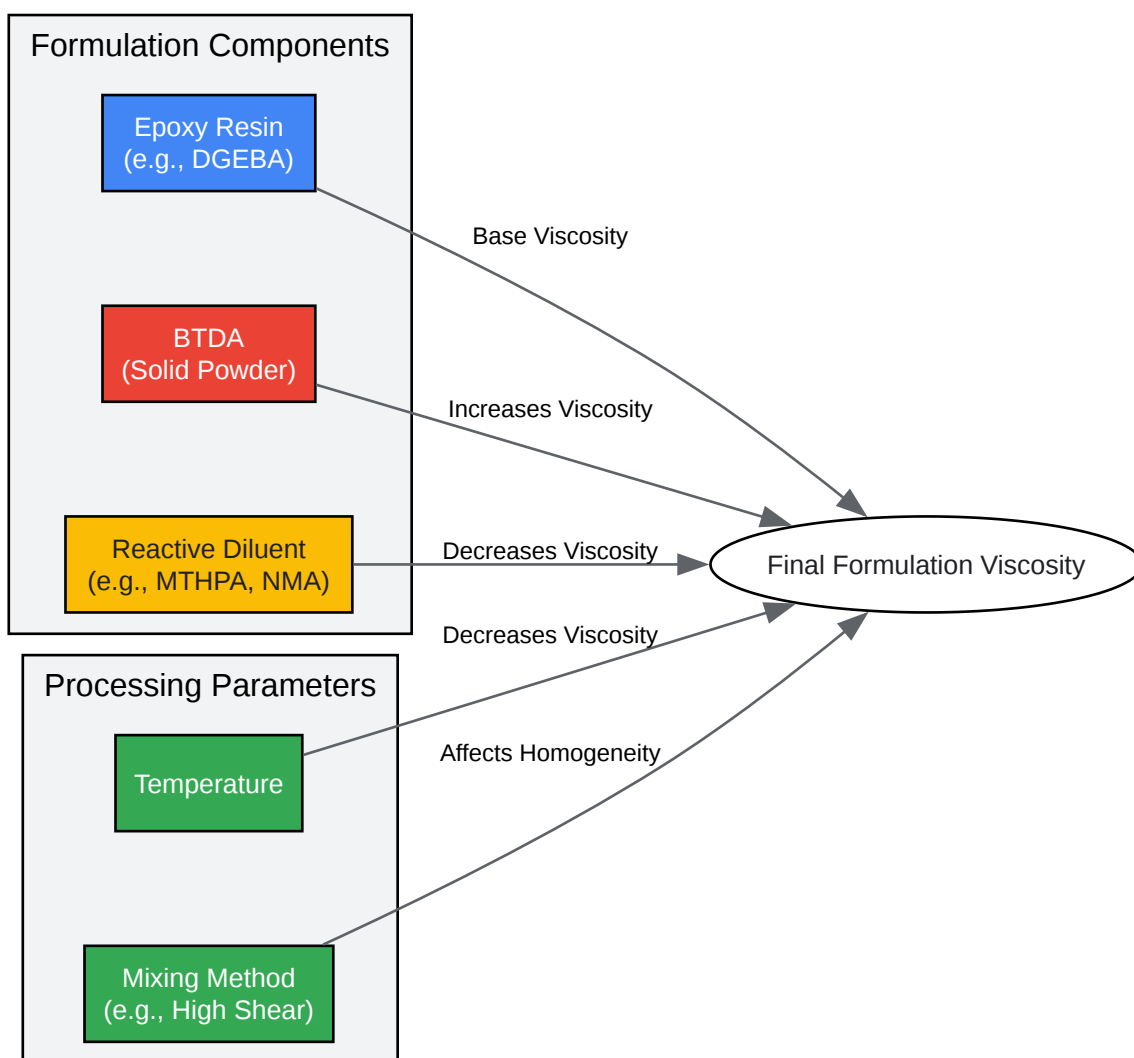 Formulation Components
Epoxy Resin
(e.g., DGEBA)
Base Viscosity
BTDA
(Solid Powder)
Increases Viscosity
Reactive Diluent
(e.g., MTHPA, NMA)
Decreases Viscosity
Final Formulation Viscosity
Decreases Viscosity
Processing Parameters
Temperature
Affects Homogeneity
Mixing Method
(e.g., High Shear)